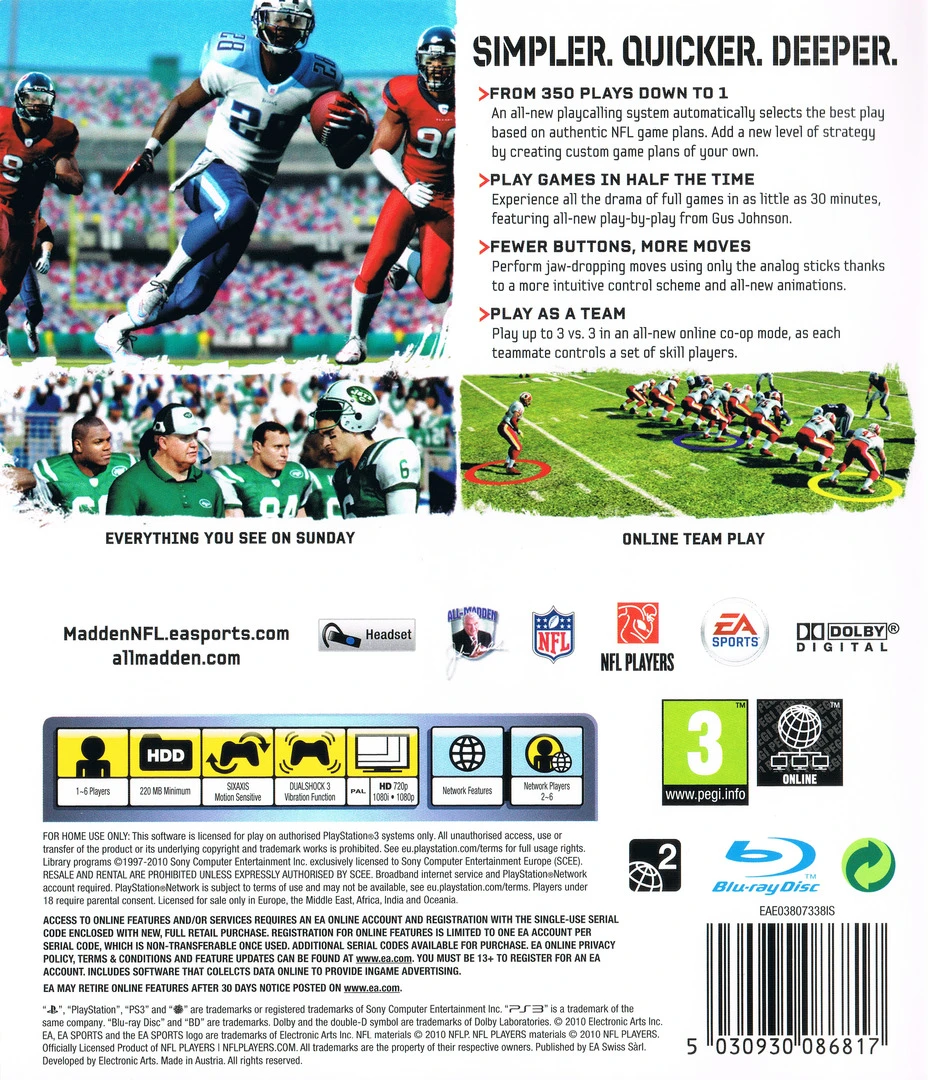 SIMPLER. QUICKER. DEEPER.
>FROM 350 PLAYS DOWN TO 1
An all-new playcalling system automatically selects the best play
based on authentic NFL game plans. Add a new level of strategy
by creating custom game plans of your own.
>PLAY GAMES IN HALF THE TIME
Experience all the drama of full games in as little as 30 minutes,
featuring all-new play-by-play from Gus Johnson.
>FEWER BUTTONS, MORE MOVES
Perform jaw-dropping moves using only the analog sticks thanks
to a more intuitive control scheme and all-new animations.
>PLAY AS A TEAM
Play up to 3 vs. 3 in an all-new online co-op mode, as each
teammate controls a set of skill players.
28
28
28
9
9
JETS
6
84
EVERYTHING YOU SEE ON SUNDAY
ONLINE TEAM PLAY
MaddenNFL.easports.com
allmadden.com
Headset
ALL-MADDEN
NFL
NFL PLAYERS
EA
SPORTS™
DOLBY®
DIGITAL
HDD
1~6 Players
220 MB Minimum
SIXAXIS
Motion Sensitive
DUALSHOCK 3
Vibration Function
PAL
HD 720p
1080i • 1080p
Network Features
Network Players
2~6
3
TM
www.pegi.info
PEGI
TM
ONLINE
2
Blu-ray Disc™
EAE03807338IS
5 030930 086817
FOR HOME USE ONLY: This software is licensed for play on authorised PlayStation®3 systems only. All unauthorised access, use or
transfer of the product or its underlying copyright and trademark works is prohibited. See eu.playstation.com/terms for full usage rights.
Library programs ©1997-2010 Sony Computer Entertainment Inc. exclusively licensed to Sony Computer Entertainment Europe (SCEE).
RESALE AND RENTAL ARE PROHIBITED UNLESS EXPRESSLY AUTHORISED BY SCEE. Broadband internet service and PlayStation®Network
account required. PlayStation®Network is subject to terms of use and may not be available, see eu.playstation.com/terms. Players under
18 require parental consent. Licensed for sale only in Europe, the Middle East, Africa, India and Oceania.
ACCESS TO ONLINE FEATURES AND/OR SERVICES REQUIRES AN EA ONLINE ACCOUNT AND REGISTRATION WITH THE SINGLE-USE SERIAL
CODE ENCLOSED WITH NEW, FULL RETAIL PURCHASE. REGISTRATION FOR ONLINE FEATURES IS LIMITED TO ONE EA ACCOUNT PER
SERIAL CODE, WHICH IS NON-TRANSFERABLE ONCE USED. ADDITIONAL SERIAL CODES AVAILABLE FOR PURCHASE. EA ONLINE PRIVACY
POLICY, TERMS & CONDITIONS AND FEATURE UPDATES CAN BE FOUND AT www.ea.com. YOU MUST BE 13+ TO REGISTER FOR AN EA
ACCOUNT. INCLUDES SOFTWARE THAT COLELCTS DATA ONLINE TO PROVIDE INGAME ADVERTISING.
EA MAY RETIRE ONLINE FEATURES AFTER 30 DAYS NOTICE POSTED ON www.ea.com.
“ ”, “PlayStation”, “PS3” and “ ” are trademarks or registered trademarks of Sony Computer Entertainment Inc. “PS3” is a trademark of the
same company. “Blu-ray Disc” and “BD” are trademarks. Dolby and the double-D symbol are trademarks of Dolby Laboratories. © 2010 Electronic Arts Inc.
EA, EA SPORTS and the EA SPORTS logo are trademarks of Electronic Arts Inc. NFL materials © 2010 NFLP. NFL PLAYERS materials © 2010 NFL PLAYERS.
Officially Licensed Product of NFL PLAYERS | NFLPLAYERS.COM. All trademarks are the property of their respective owners. Published by EA Swiss Sàrl.
Developed by Electronic Arts. Made in Austria. All rights reserved.